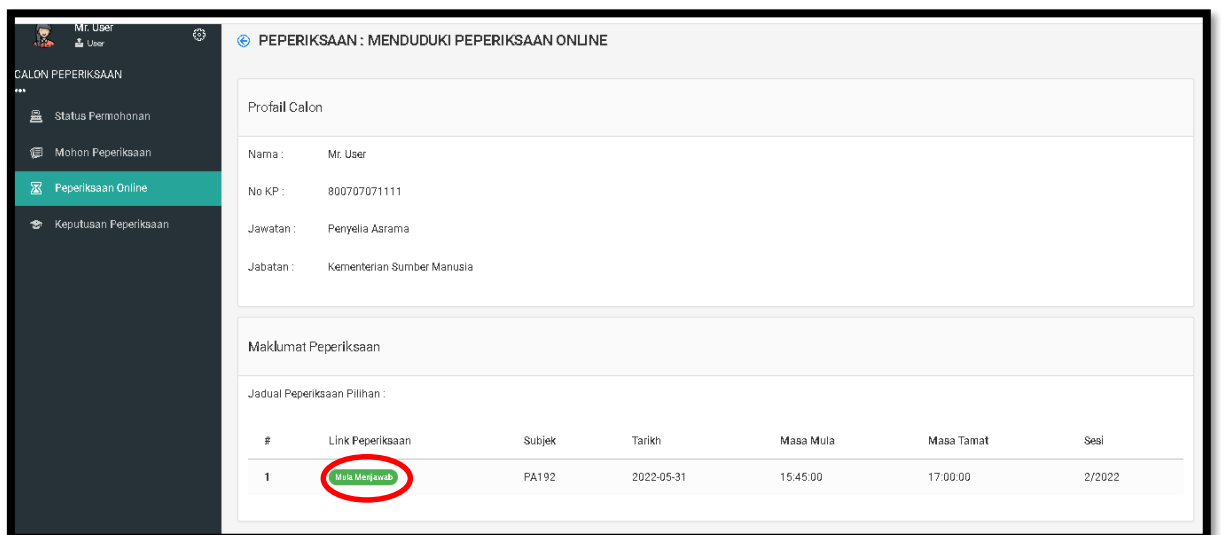 Mr. User
User
CALON PEPERIKSAAN
•••
Status Permohonan
Mohon Peperiksaan
Peperiksaan Online
Keputusan Peperiksaan
PEPERIKSAAN : MENDUDUKI PEPERIKSAAN ONLINE
Profail Calon
Nama : Mr. User
No KP : 800707071111
Jawatan : Penyelia Asrama
Jabatan : Kementerian Sumber Manusia
Maklumat Peperiksaan
Jadual Peperiksaan Pilihan :
# Link Peperiksaan Subjek Tarikh Masa Mula Masa Tamat Sesi
1 Mula Menjawab PA192 2022-05-31 15:45:00 17:00:00 2/2022